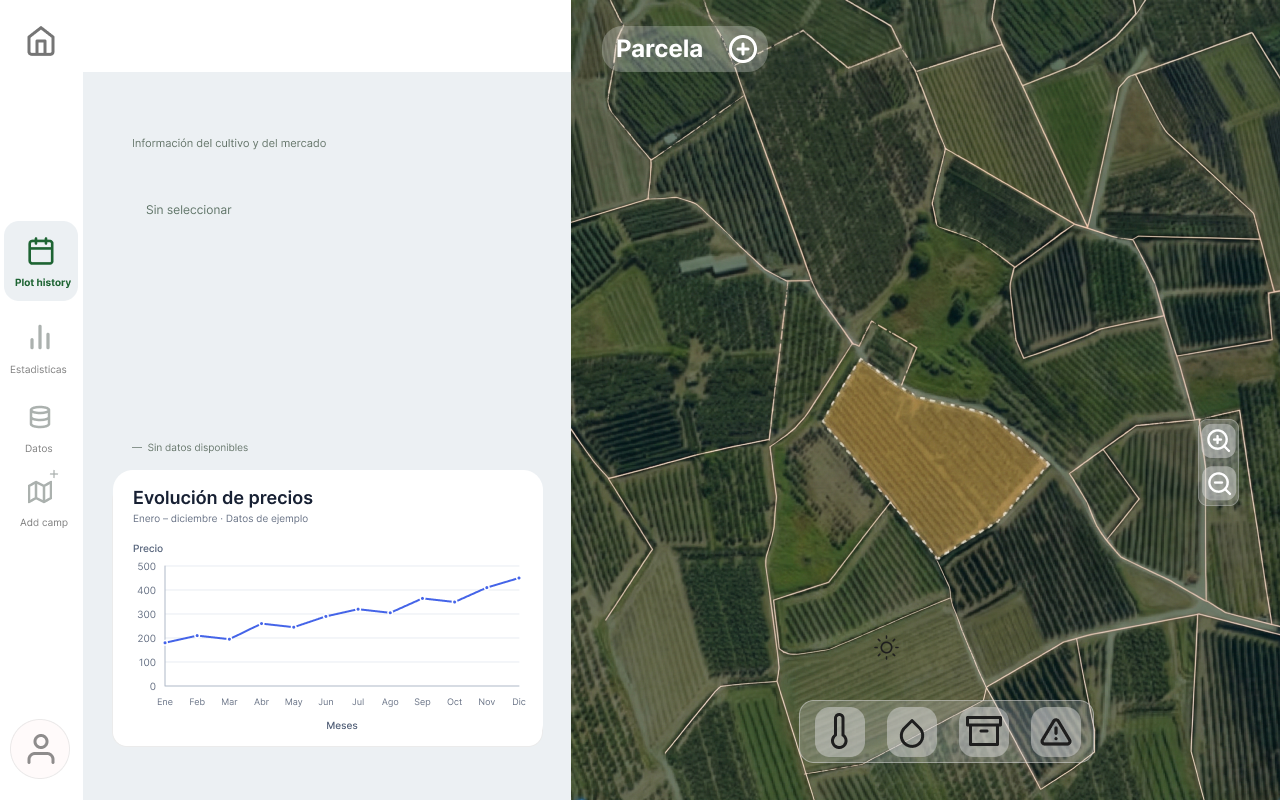 Parcela
Información del cultivo y del mercado
Sin seleccionar
Plot history
Estadisticas
Datos
Add camp
— Sin datos disponibles
Evolución de precios
Enero – diciembre · Datos de ejemplo
Precio
500
400
300
200
100
0
Ene Feb Mar Abr May Jun Jul Ago Sep Oct Nov Dic
Meses